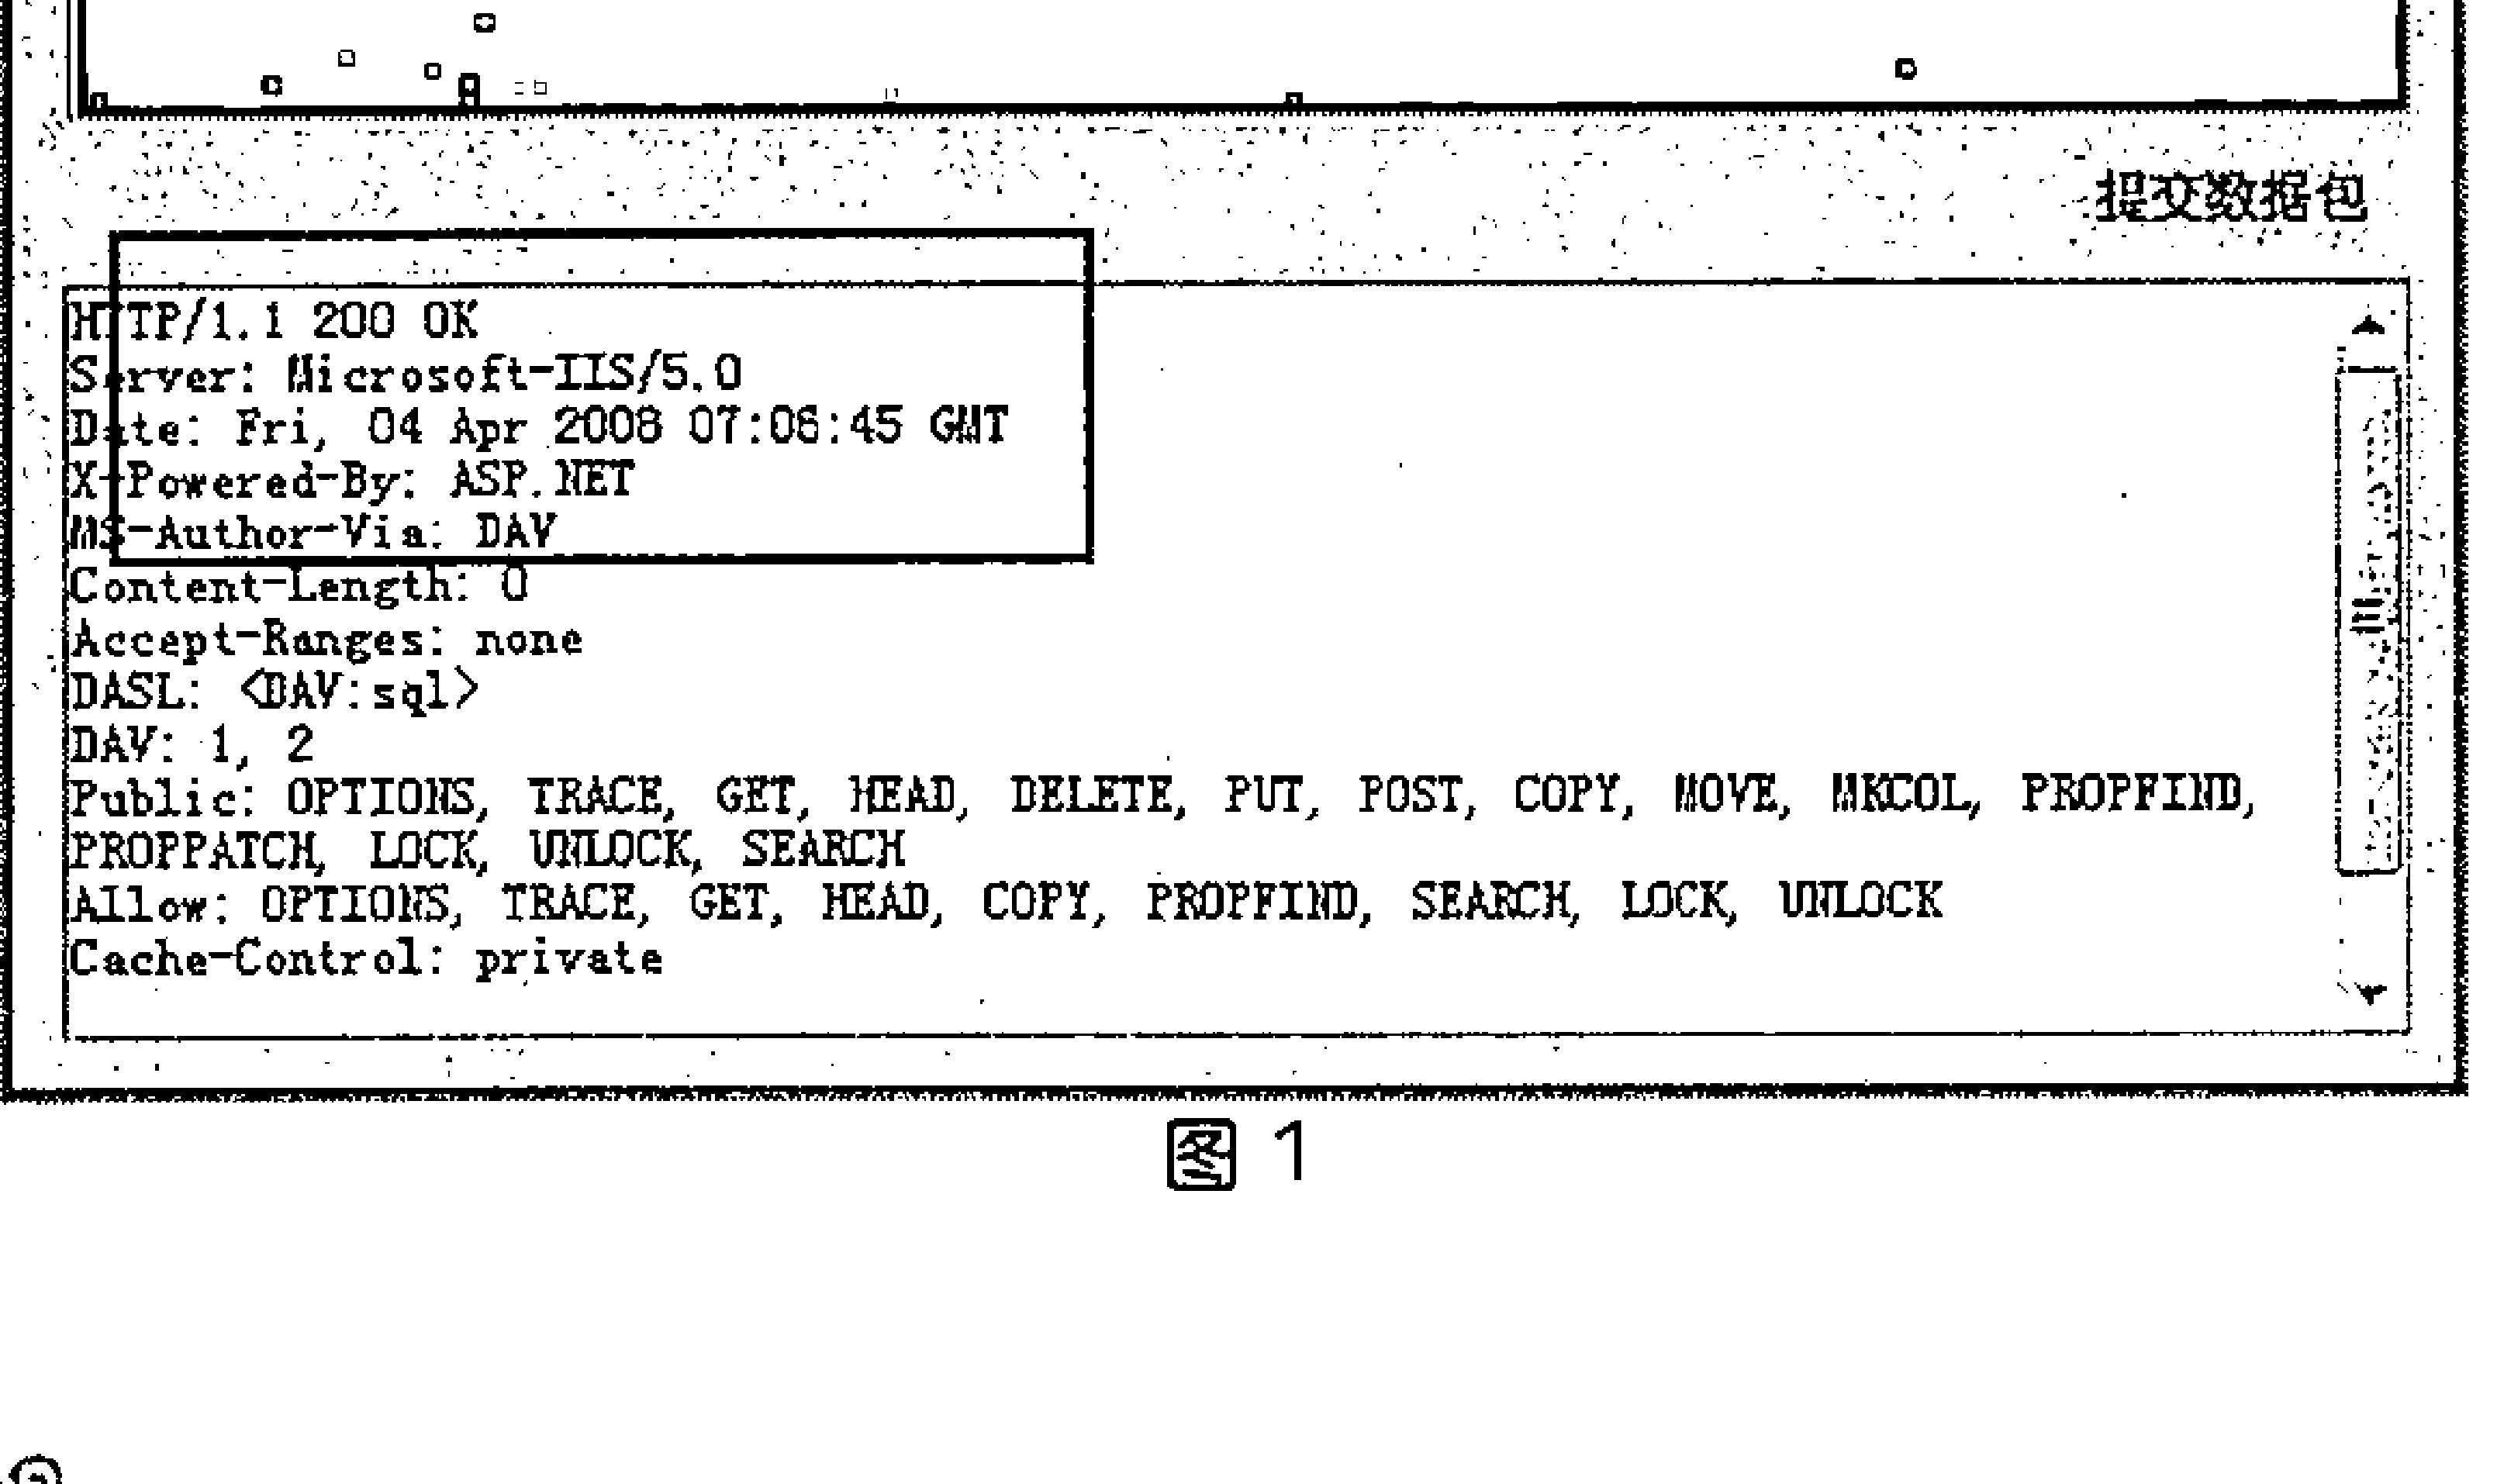 提交数据包
HTTP/1.1 200 OK
Server: Microsoft-IIS/5.0
Date: Fri, 04 Apr 2008 07:06:45 GMT
X-Powered-By: ASP.NET
MS-Author-Via: DAV
Content-Length: 0
Accept-Ranges: none
DASL: <DAV:sql>
DAV: 1, 2
Public: OPTIONS, TRACE, GET, HEAD, DELETE, PUT, POST, COPY, MOVE, MKCOL, PROPFIND,
PROPPATCH, LOCK, UNLOCK, SEARCH
Allow: OPTIONS, TRACE, GET, HEAD, COPY, PROPFIND, SEARCH, LOCK, UNLOCK
Cache-Control: private
图 1